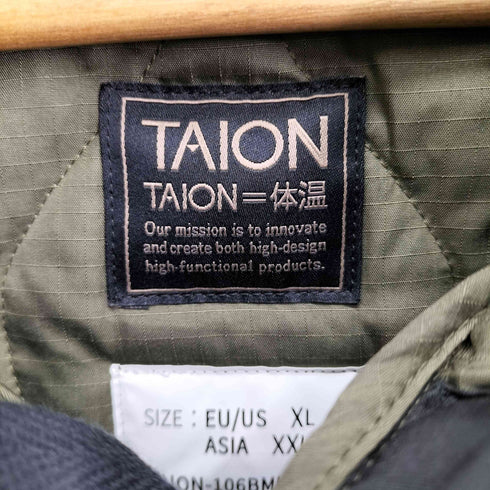 TAION
TAION=体温
Our mission is to innovate
and create both high-design
high-functional products.
SIZE : EU/US XL
ASIA